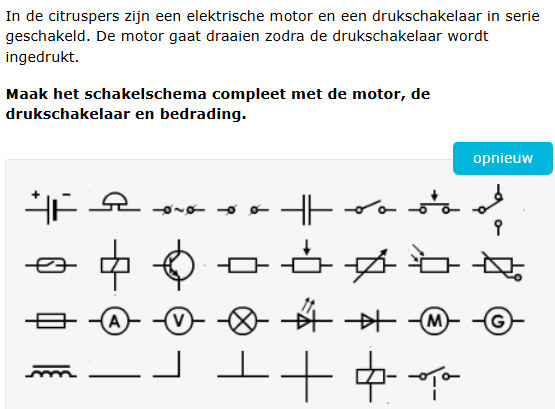 In de citruspers zijn een elektrische motor en een drukschakelaar in serie
geschakeld. De motor gaat draaien zodra de drukschakelaar wordt
ingedrukt.
Maak het schakelschema compleet met de motor, de
drukschakelaar en bedrading.
opnieuw
+ -
A V M G